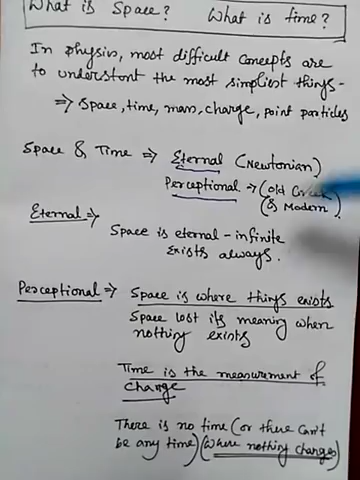 What is Space? What is time?
In physics, most difficult concepts are
to understant the most simpliest things -
⇒ space, time, mass, charge, point particles
Space & Time ⇒ Eternal (Newtonian)
Perceptional → (Old Greek
& Modern)
Eternal ⇒
Space is eternal - infinite
exists always.
Perceptional ⇒ Space is where things exists
Space lost its meaning when
nothing exists
Time is the measurement of
change
There is no time (or there can't
be any time) (where nothing changes)